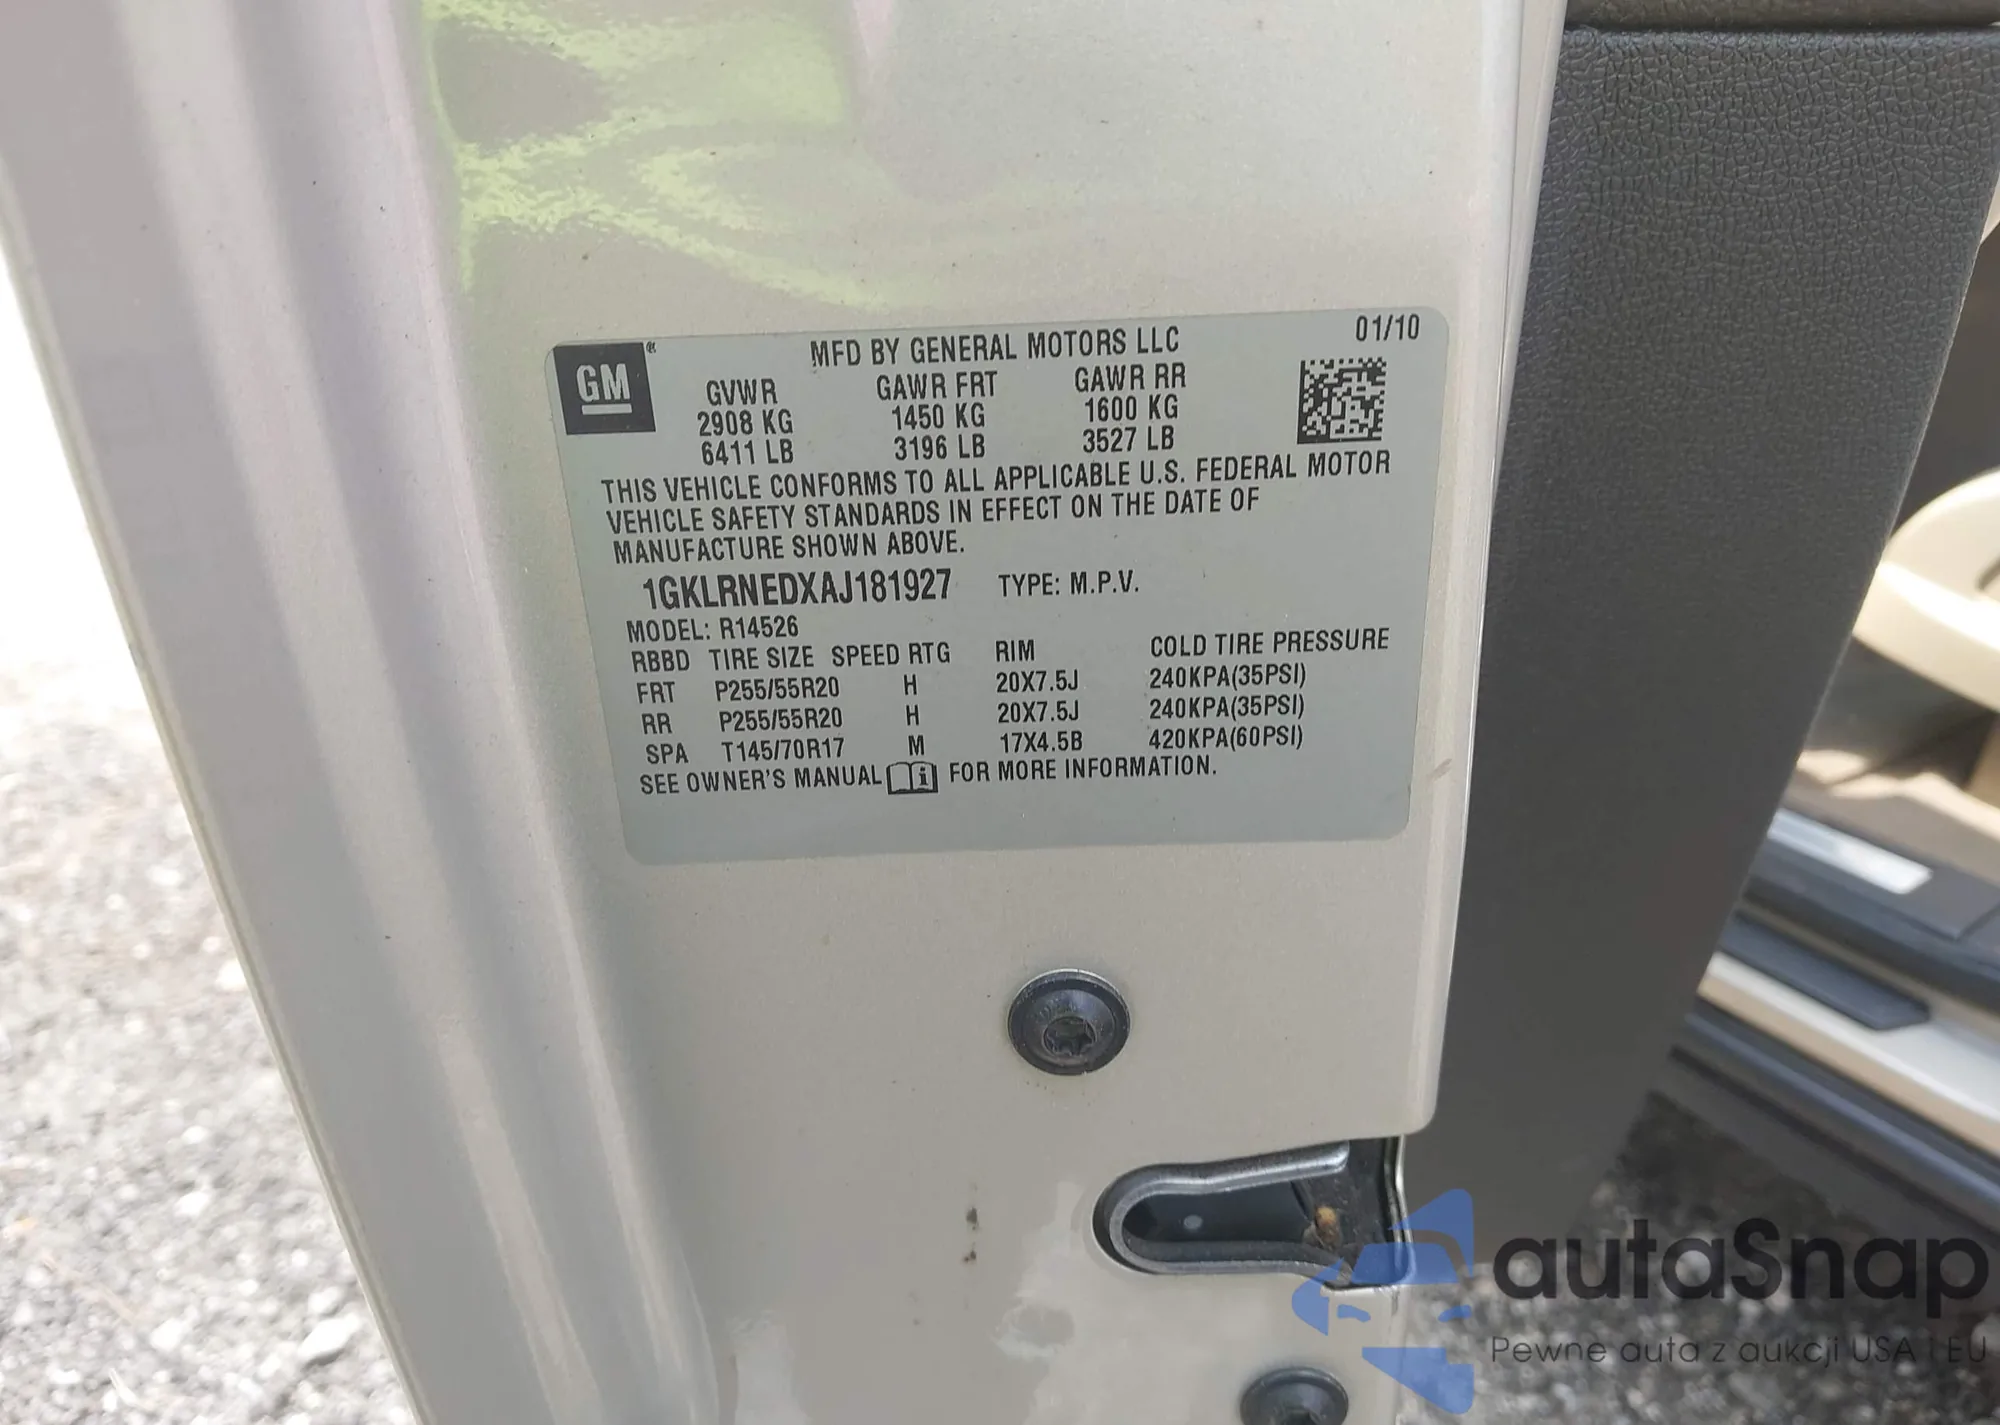 01/10
MFD BY GENERAL MOTORS LLC
GM®
GVWR GAWR FRT GAWR RR
2908 KG 1450 KG 1600 KG
6411 LB 3196 LB 3527 LB
THIS VEHICLE CONFORMS TO ALL APPLICABLE U.S. FEDERAL MOTOR
VEHICLE SAFETY STANDARDS IN EFFECT ON THE DATE OF
MANUFACTURE SHOWN ABOVE.
1GKLRNEDXAJ181927 TYPE: M.P.V.
MODEL: R14526
RBBD TIRE SIZE SPEED RTG RIM COLD TIRE PRESSURE
FRT P255/55R20 H 20X7.5J 240KPA(35PSI)
RR P255/55R20 H 20X7.5J 240KPA(35PSI)
SPA T145/70R17 M 17X4.5B 420KPA(60PSI)
SEE OWNER'S MANUAL i FOR MORE INFORMATION.
autaSnap
Pewne auta z aukcji USA i EU